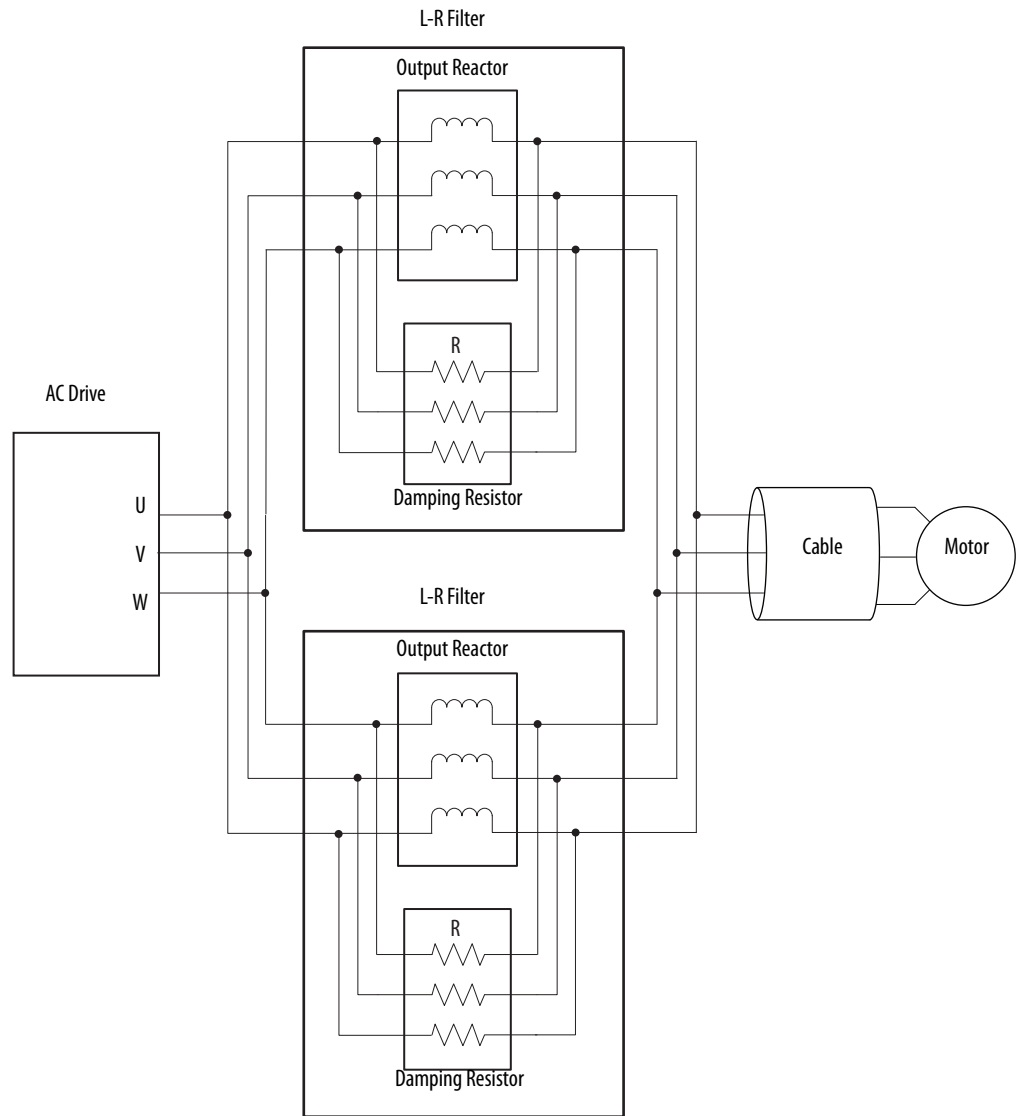 L-R Filter
Output Reactor
R
Damping Resistor
AC Drive
U
V
W
Cable
Motor
L-R Filter
Output Reactor
R
Damping Resistor